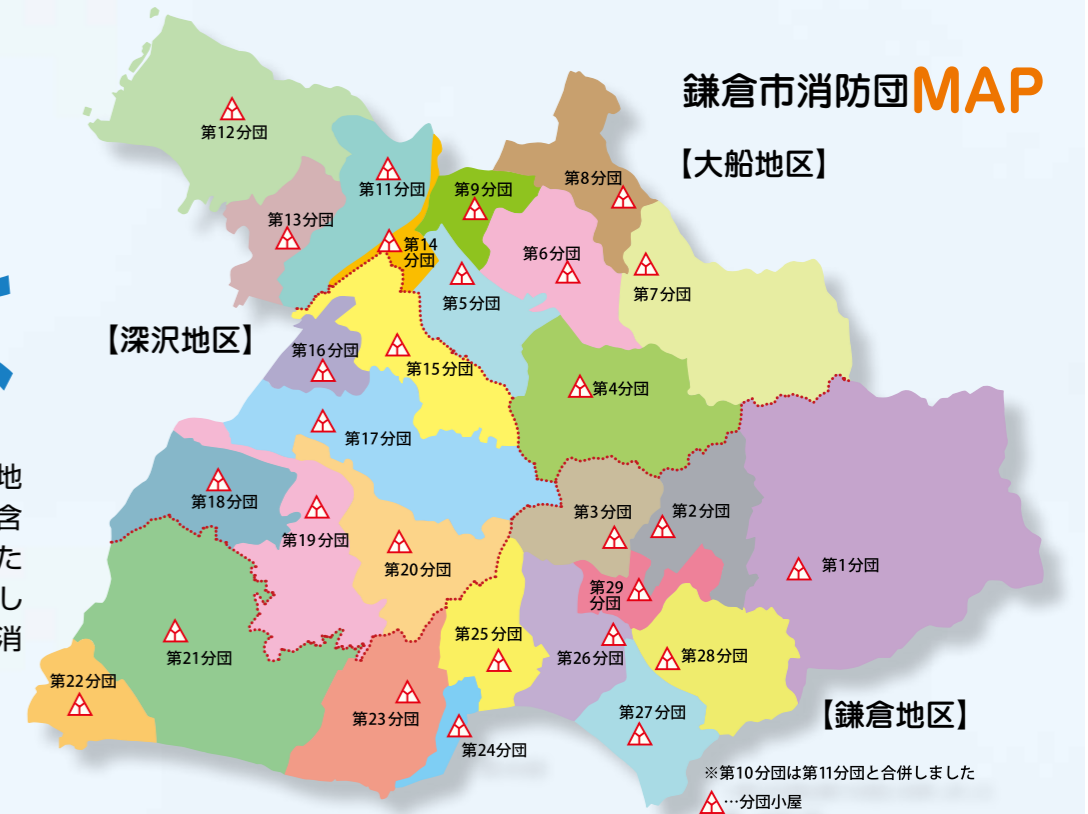 鎌倉市消防団MAP
【大船地区】
第12分団
第11分団
第9分団
第8分団
第13分団
第14
分団
第6分団
第5分団
第7分団
【深沢地区】
第16分団
第15分団
第4分団
第17分団
地
含
た
し
消
第18分団
第19分団
第20分団
第3分団
第2分団
第1分団
第29
分団
第25分団
第26分団
第28分団
第21分団
第22分団
第23分団
第24分団
第27分団
【鎌倉地区】
※第10分団は第11分団と合併しました
…分団小屋